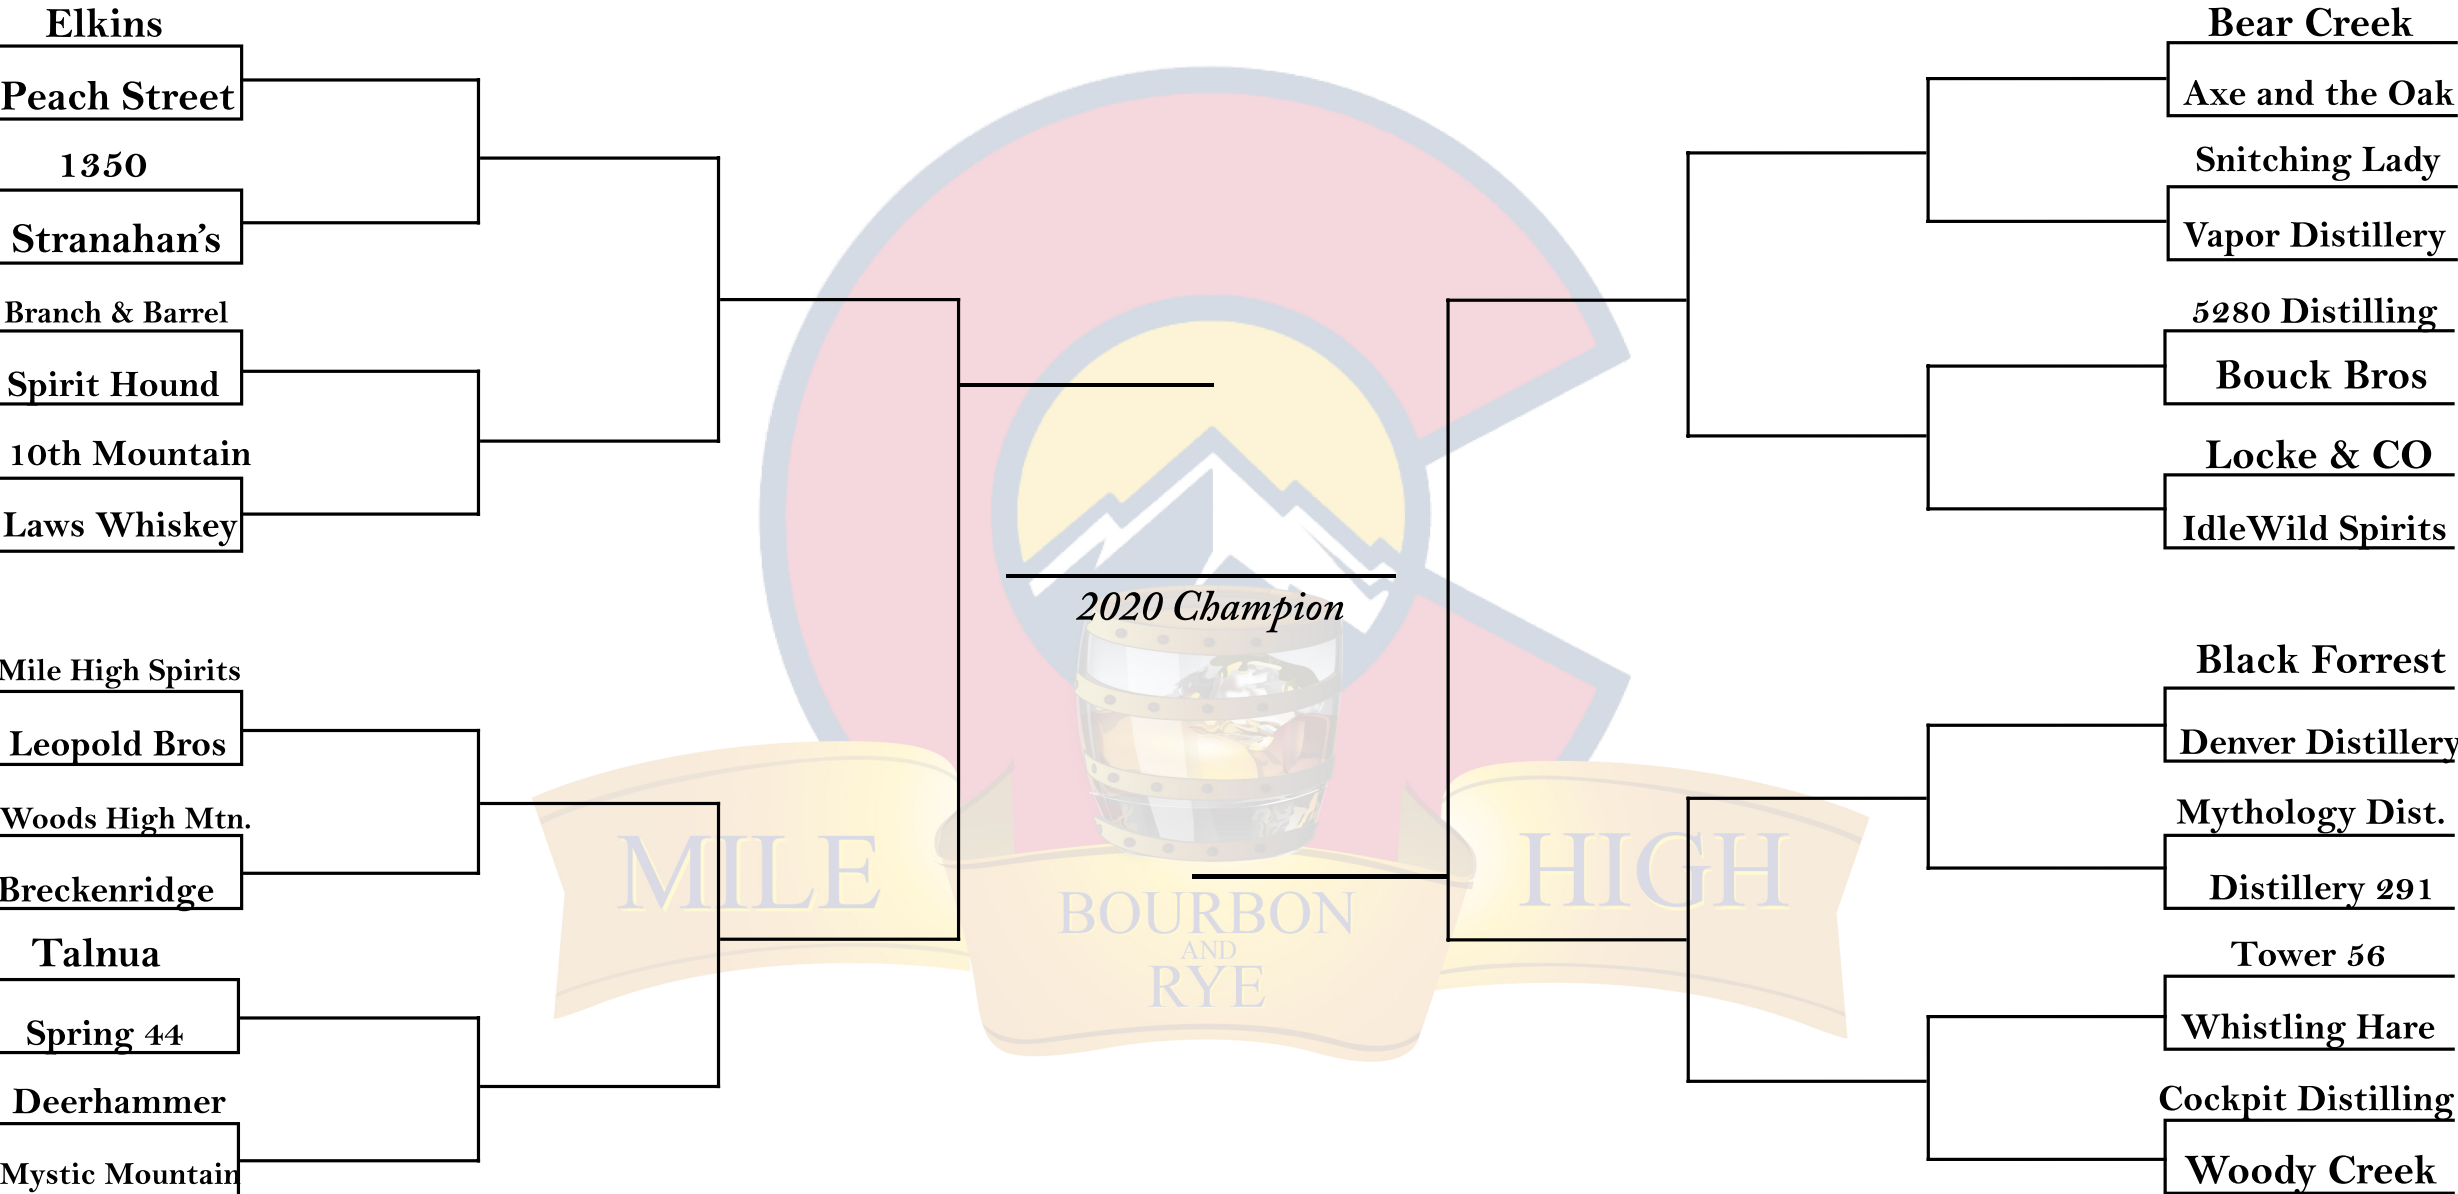 Elkins
Peach Street
1350
Stranahan’s
Branch & Barrel
Spirit Hound
10th Mountain
Laws Whiskey
Mile High Spirits
Leopold Bros
Woods High Mtn.
Breckenridge
Talnua
Spring 44
Deerhammer
Mystic Mountain
2020 Champion
MILE
HIGH
BOURBON
AND
RYE
Bear Creek
Axe and the Oak
Snitching Lady
Vapor Distillery
5280 Distilling
Bouck Bros
Locke & CO
IdleWild Spirits
Black Forrest
Denver Distillery
Mythology Dist.
Distillery 291
Tower 56
Whistling Hare
Cockpit Distilling
Woody Creek